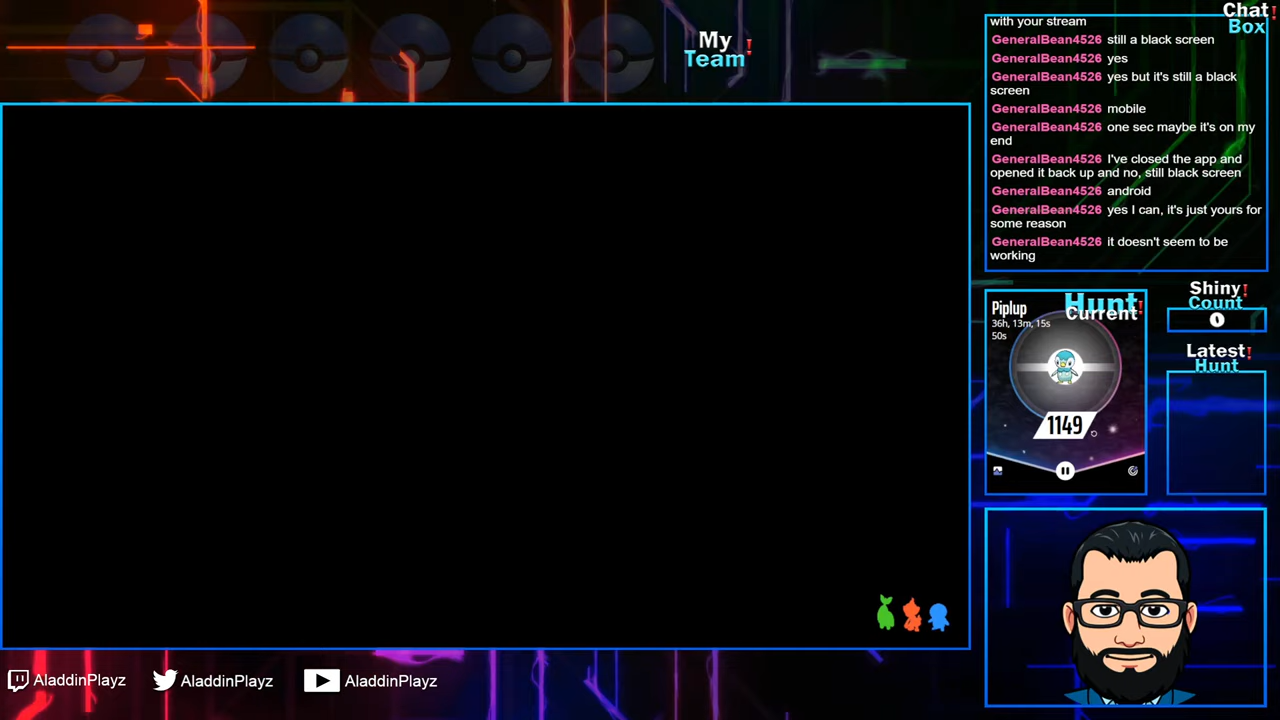 My!
Team
Chat!
Box
with your stream
GeneralBean4526 still a black screen
GeneralBean4526 yes
GeneralBean4526 yes but it's still a black
screen
GeneralBean4526 mobile
GeneralBean4526 one sec maybe it's on my
end
GeneralBean4526 I've closed the app and
opened it back up and no, still black screen
GeneralBean4526 android
GeneralBean4526 yes I can, it's just yours for
some reason
GeneralBean4526 it doesn't seem to be
working
Piplup
36h, 13m, 15s
50s
Hunt!
Current
1149
Shiny!
Count
Latest!
Hunt
AladdinPlayz
AladdinPlayz
AladdinPlayz